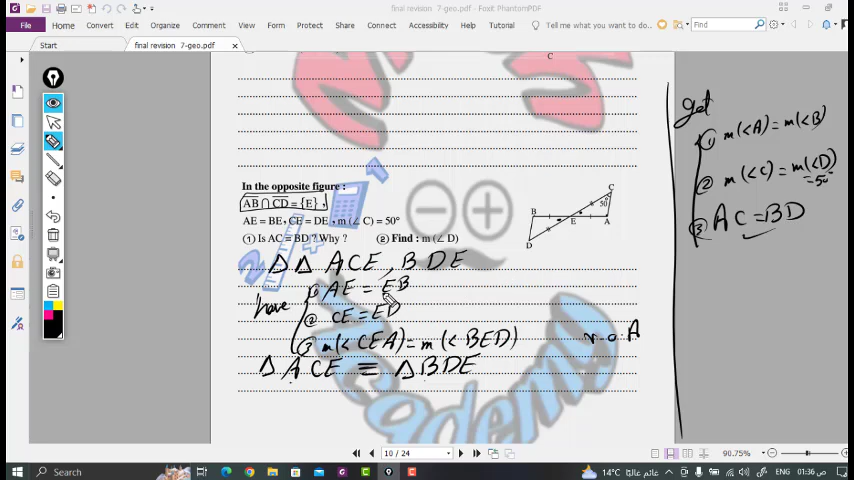 final revision 7-geo.pdf - Foxit PhantomPDF
File Home Convert Edit Organize Comment View Form Protect Share Connect Help Tutorial Tell me what you want to do... Find
Start final revision 7-geo.pdf
C
get
① m(<A) = m(<B)
② m(<C) = m(<D)
= 50°
③ AC = BD
In the opposite figure :
AB ∩ CD = {E} ,
AE = BE, CE = DE, m (∠ C) = 50°
① Is AC = BD ? Why ? ② Find : m (∠ D)
C
50°
B
E
A
D
Δ Δ ACE, BDE
have ① AE = EB
② CE = ED
③ m(<CEA) = m(<BED)
Δ ACE ≡ Δ BDE
Academy
10 / 24
90.75%
Search
14°C غائم غالبًا
ENG 01:36 ص